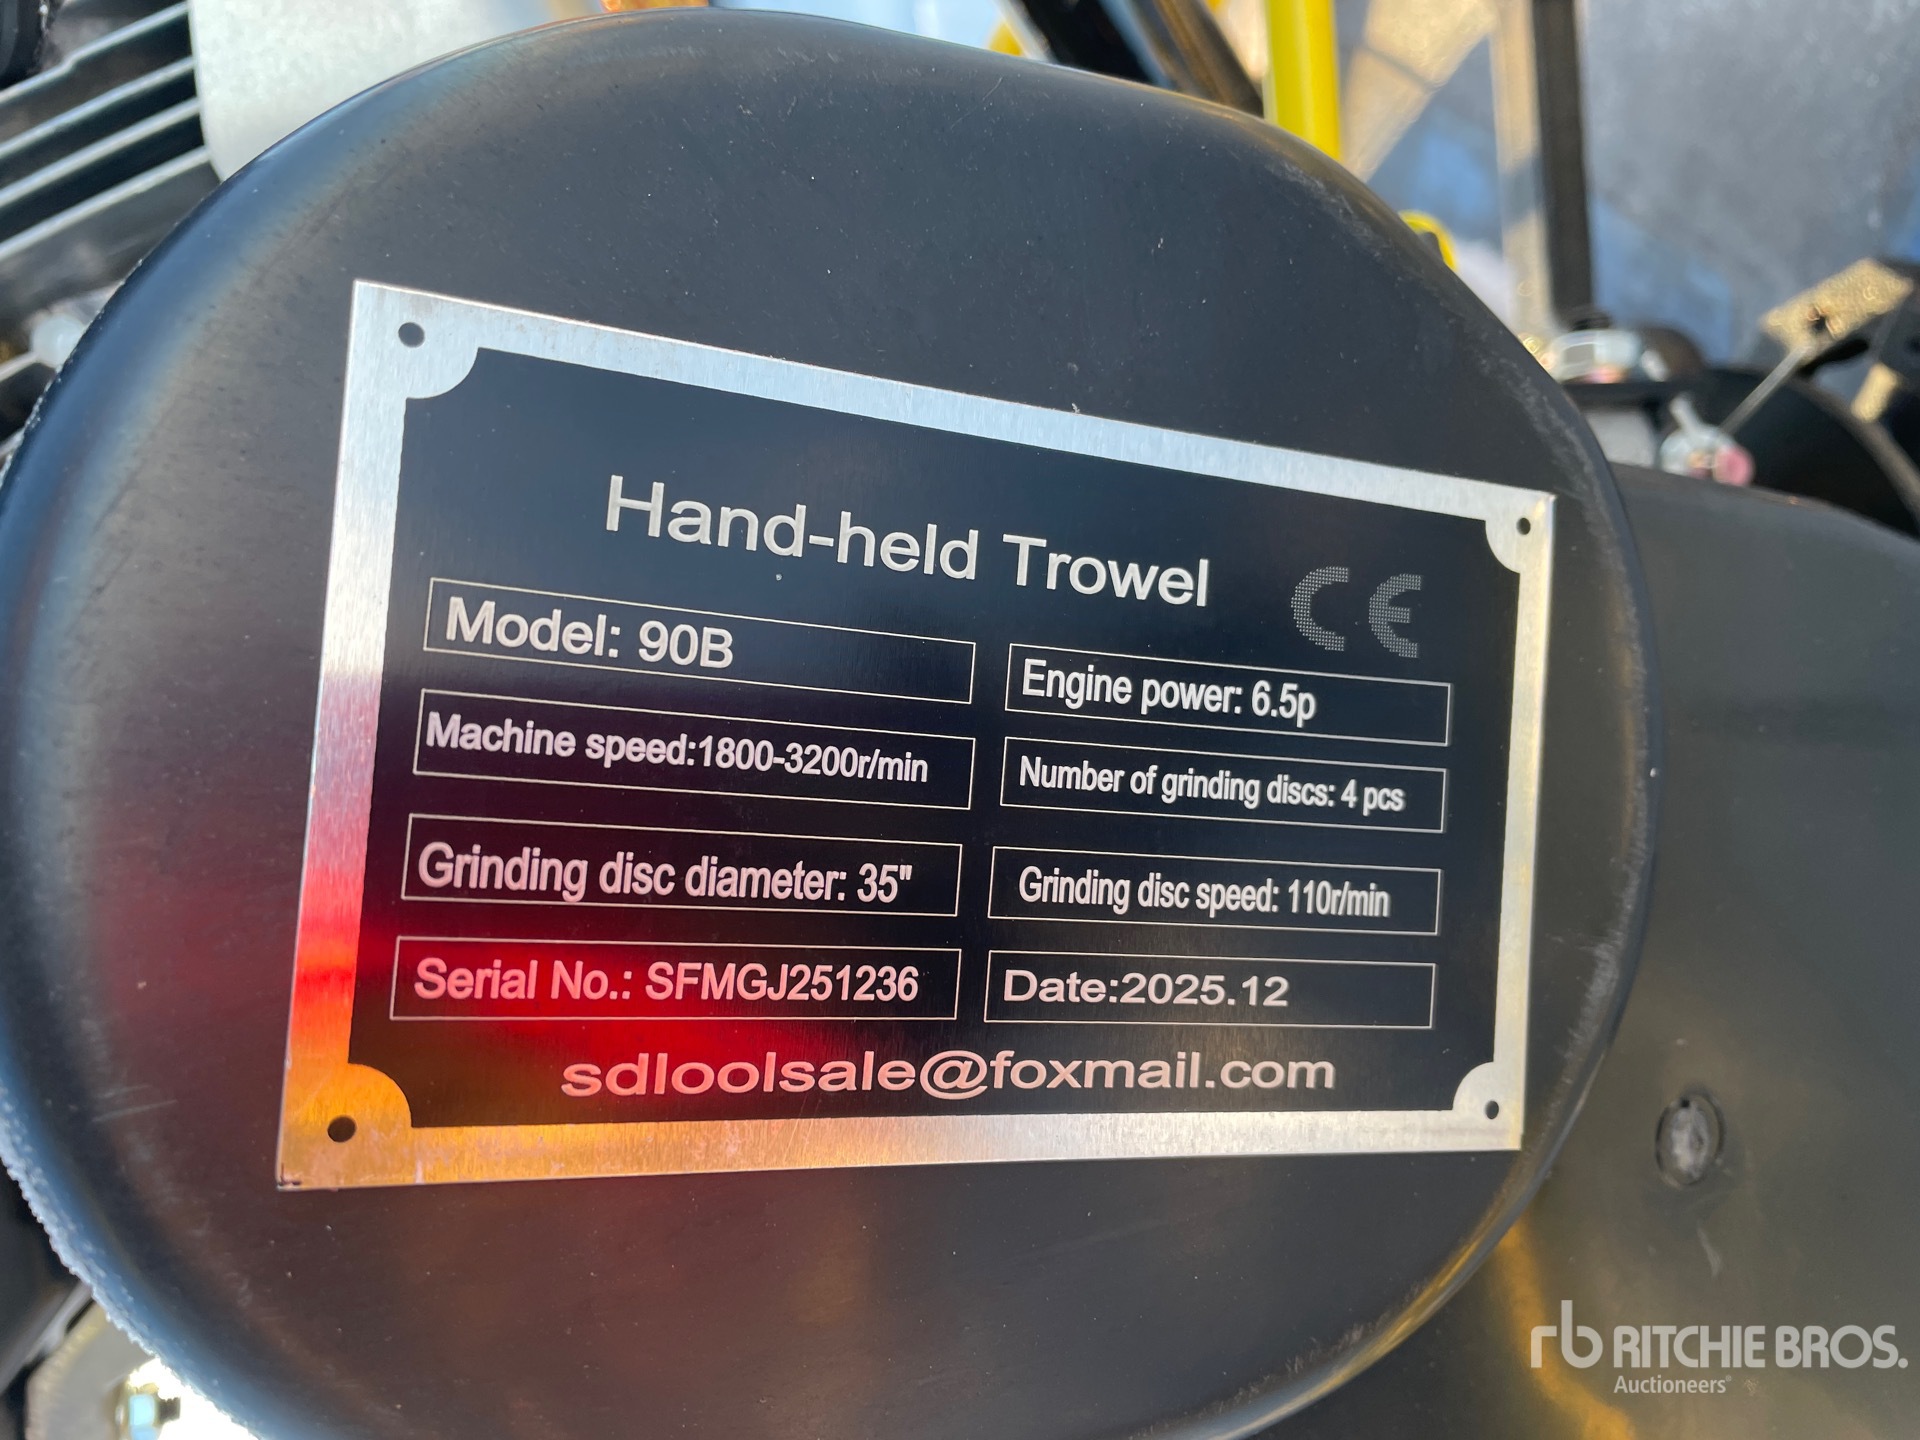 Hand-held Trowel
CE
Model: 90B
Engine power: 6.5p
Machine speed:1800-3200r/min
Number of grinding discs: 4 pcs
Grinding disc diameter: 35"
Grinding disc speed: 110r/min
Serial No.: SFMGJ251236
Date:2025.12
sdloolsale@foxmail.com
rb RITCHIE BROS.
Auctioneers®